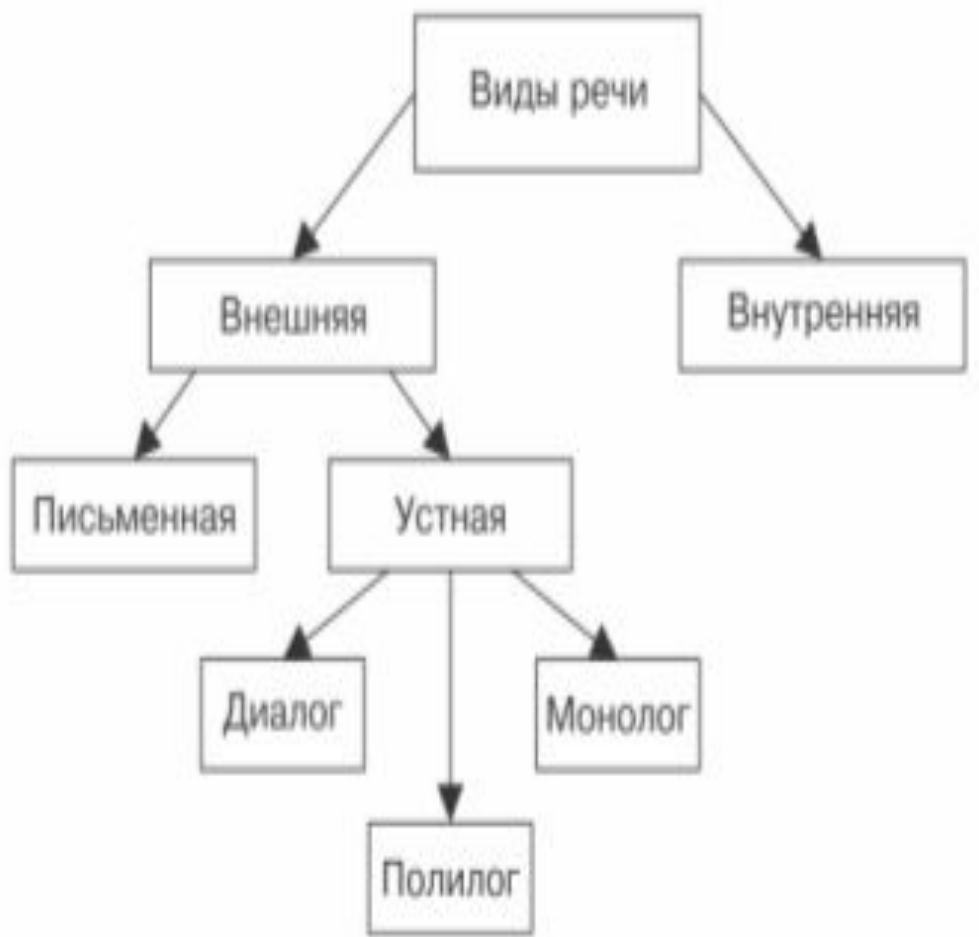 Виды речи
Внешняя
Внутренняя
Письменная
Устная
Диалог
Монолог
Полилог